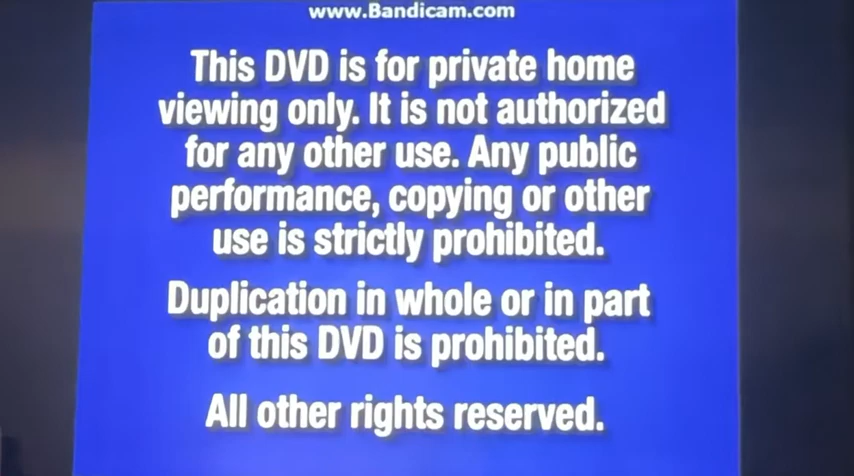 www.Bandicam.com
This DVD is for private home
viewing only. It is not authorized
for any other use. Any public
performance, copying or other
use is strictly prohibited.
Duplication in whole or in part
of this DVD is prohibited.
All other rights reserved.